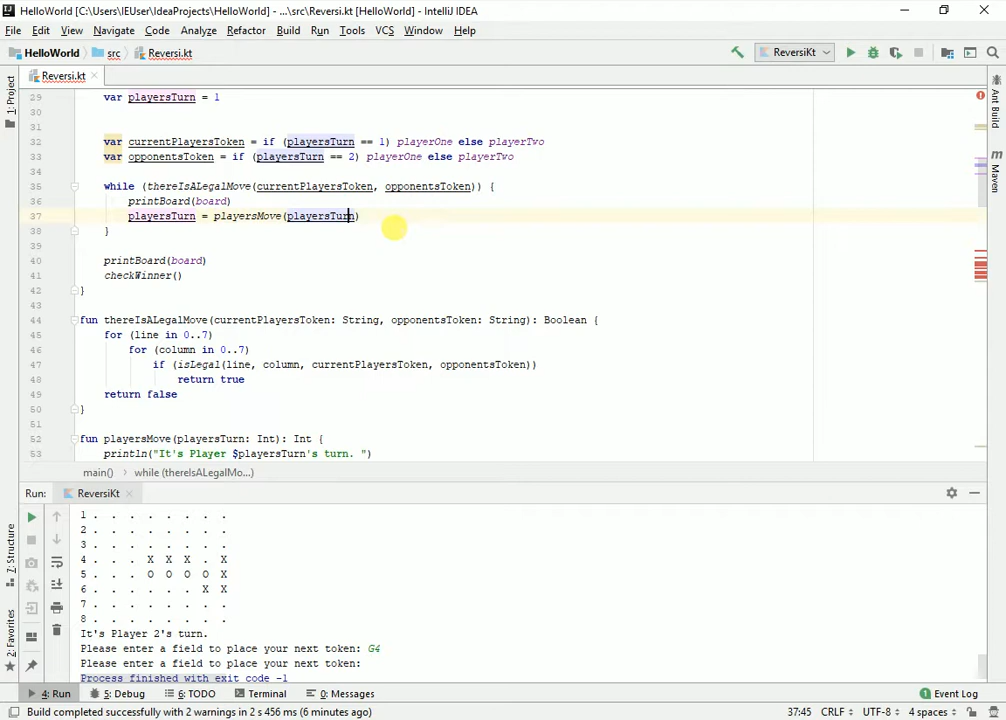 HelloWorld [C:\Users\IEUser\IdeaProjects\HelloWorld] - ...\src\Reversi.kt [HelloWorld] - IntelliJ IDEA
File Edit View Navigate Code Analyze Refactor Build Run Tools VCS Window Help
HelloWorld src Reversi.kt ReversiKt
Reversi.kt
1: Project
Ant Build
Maven
29 var playersTurn = 1
30
31
32 var currentPlayersToken = if (playersTurn == 1) playerOne else playerTwo
33 var opponentsToken = if (playersTurn == 2) playerOne else playerTwo
34
35 while (thereIsALegalMove(currentPlayersToken, opponentsToken)) {
36 printBoard(board)
37 playersTurn = playersMove(playersTurn)
38 }
39
40 printBoard(board)
41 checkWinner()
42 }
43
44 fun thereIsALegalMove(currentPlayersToken: String, opponentsToken: String): Boolean {
45 for (line in 0..7)
46 for (column in 0..7)
47 if (isLegal(line, column, currentPlayersToken, opponentsToken))
48 return true
49 return false
50 }
51
52 fun playersMove(playersTurn: Int): Int {
53 println("It's Player $playersTurn's turn. ")
main() › while (thereIsALegalMo...)
Run: ReversiKt
1 . . . . . . . .
2 . . . . . . . .
3 . . . . . . . .
4 . . . X X X . X
5 . . . O O O O X
6 . . . . . . X X
7 . . . . . . . .
8 . . . . . . . .
It's Player 2's turn.
Please enter a field to place your next token: G4
Please enter a field to place your next token:
Process finished with exit code -1
7: Structure
2: Favorites
4: Run 5: Debug 6: TODO Terminal 0: Messages Event Log
Build completed successfully with 2 warnings in 2 s 456 ms (6 minutes ago) 37:45 CRLF UTF-8 4 spaces